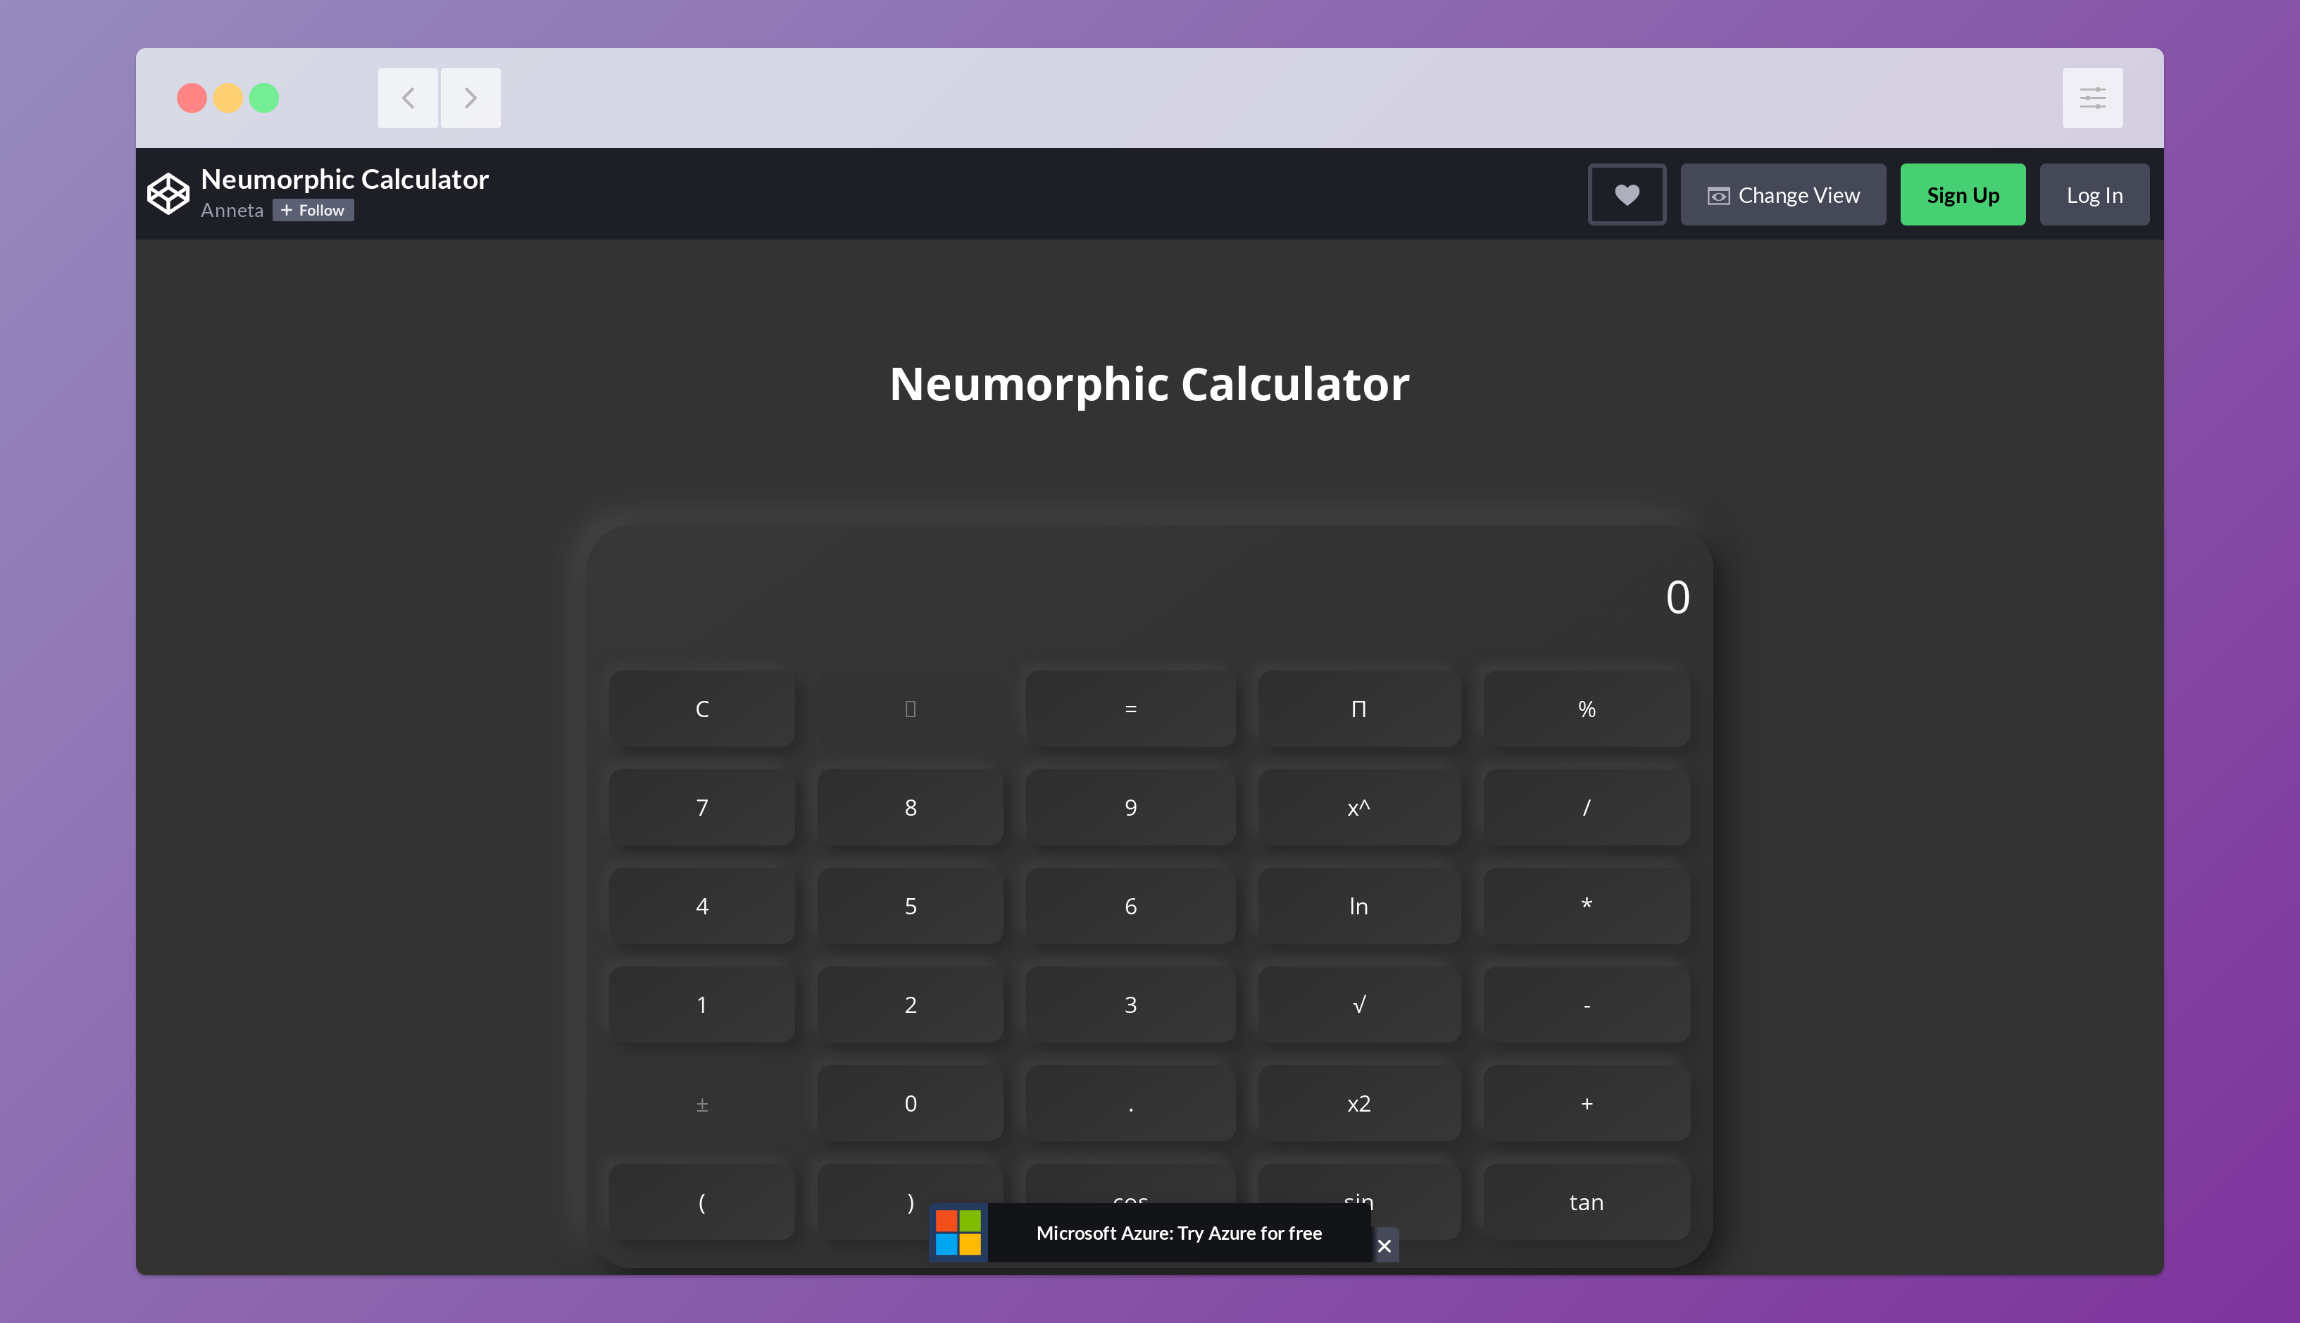 Neumorphic Calculator
Anneta + Follow
Change View
Sign Up
Log In
Neumorphic Calculator
0
C = П %
7 8 9 x^ /
4 5 6 ln *
1 2 3 √ -
± 0 . x2 +
( ) cos sin tan
Microsoft Azure: Try Azure for free